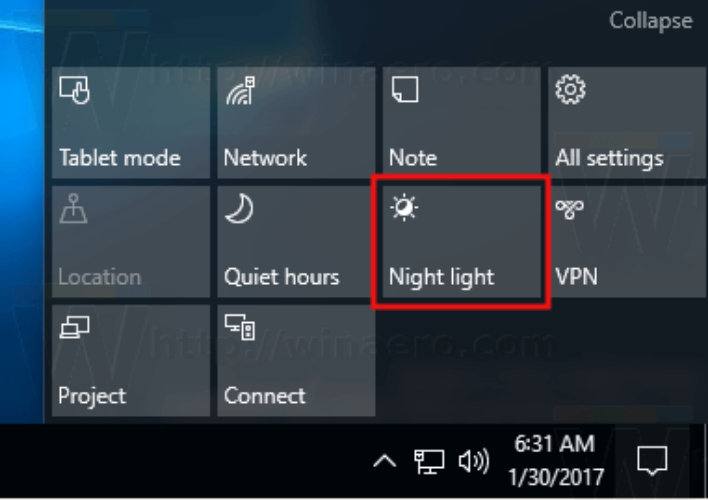 Collapse
Tablet mode
Network
Note
All settings
Location
Quiet hours
Night light
VPN
Project
Connect
http://winaero.com
http://winaero.com
6:31 AM
1/30/2017